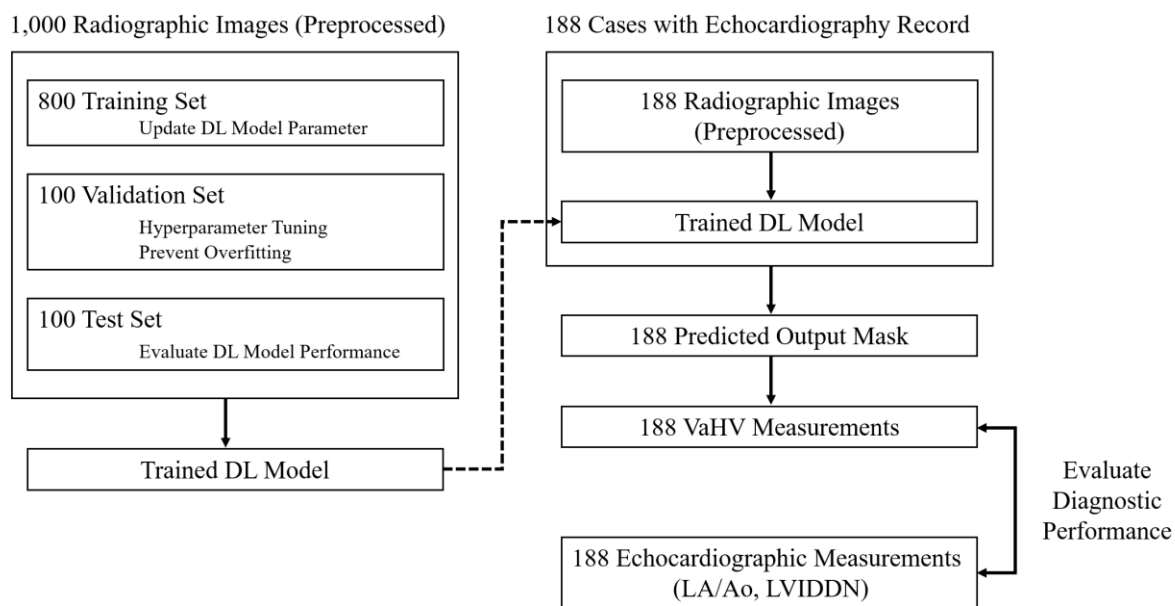 1,000 Radiographic Images (Preprocessed)
800 Training Set
Update DL Model Parameter
100 Validation Set
Hyperparameter Tuning
Prevent Overfitting
100 Test Set
Evaluate DL Model Performance
Trained DL Model
188 Cases with Echocardiography Record
188 Radiographic Images
(Preprocessed)
Trained DL Model
188 Predicted Output Mask
188 VaHV Measurements
188 Echocardiographic Measurements
(LA/Ao, LVIDDN)
Evaluate
Diagnostic
Performance